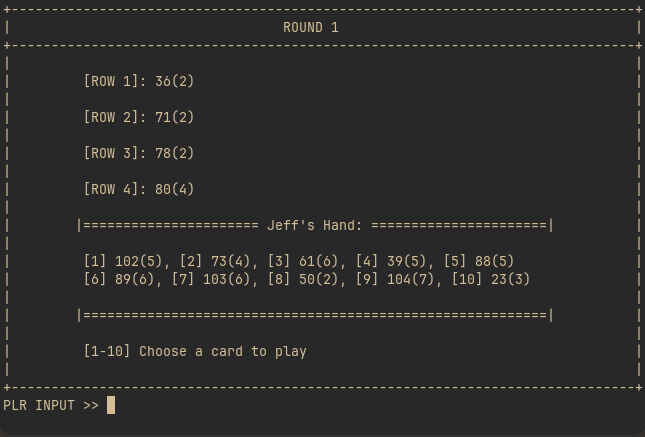 ROUND 1
[ROW 1]: 36(2)
[ROW 2]: 71(2)
[ROW 3]: 78(2)
[ROW 4]: 80(4)
|====================== Jeff's Hand: ======================|
[1] 102(5), [2] 73(4), [3] 61(6), [4] 39(5), [5] 88(5)
[6] 89(6), [7] 103(6), [8] 50(2), [9] 104(7), [10] 23(3)
|==========================================================|
[1-10] Choose a card to play
PLR INPUT >>